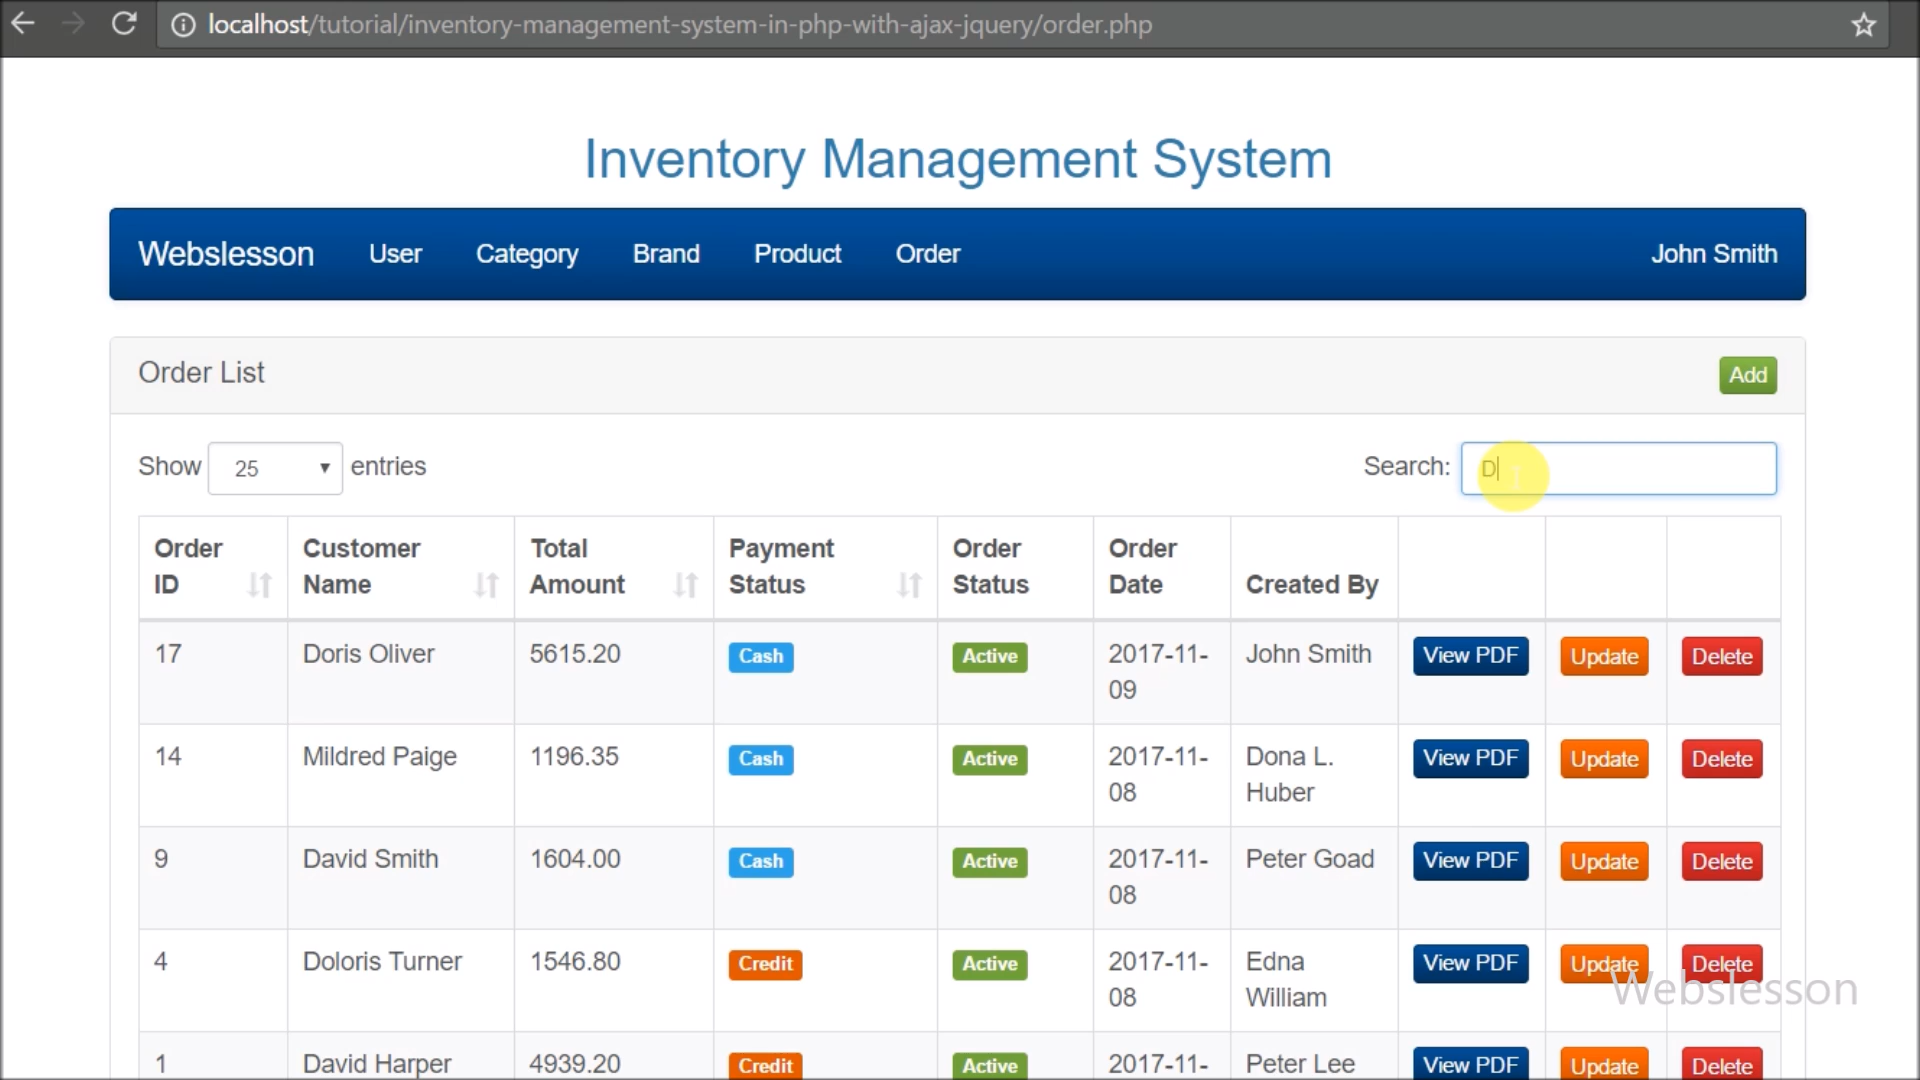 localhost/tutorial/inventory-management-system-in-php-with-ajax-jquery/order.php
Inventory Management System
Webslesson User Category Brand Product Order John Smith
Order List Add
Show 25 entries Search: D
Order ID Customer Name Total Amount Payment Status Order Status Order Date Created By
17 Doris Oliver 5615.20 Cash Active 2017-11-09 John Smith View PDF Update Delete
14 Mildred Paige 1196.35 Cash Active 2017-11-08 Dona L. Huber View PDF Update Delete
9 David Smith 1604.00 Cash Active 2017-11-08 Peter Goad View PDF Update Delete
4 Doloris Turner 1546.80 Credit Active 2017-11-08 Edna William View PDF Update Delete
Webslesson
1 David Harper 4939.20 Credit Active 2017-11- Peter Lee View PDF Update Delete